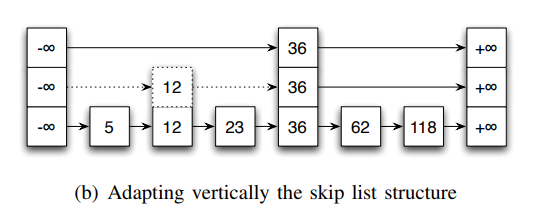 -∞ 36 +∞
-∞ 12 36 +∞
-∞ 5 12 23 36 62 118 +∞
(b) Adapting vertically the skip list structure